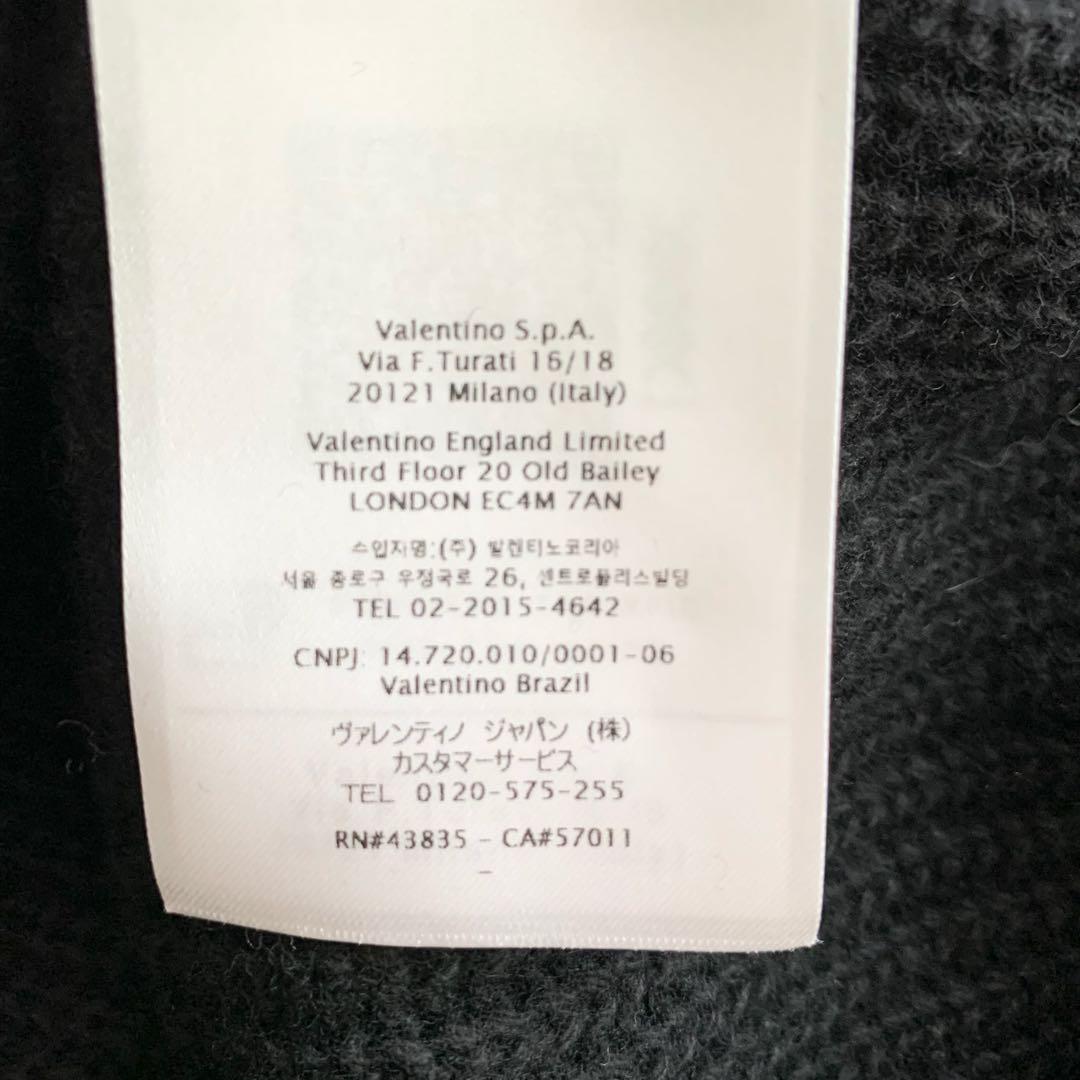 Valentino S.p.A.
Via F.Turati 16/18
20121 Milano (Italy)
Valentino England Limited
Third Floor 20 Old Bailey
LONDON EC4M 7AN
수입자명:(주) 발렌티노코리아
서울 종로구 우정국로 26, 센트로폴리스빌딩
TEL 02-2015-4642
CNPJ: 14.720.010/0001-06
Valentino Brazil
ヴァレンティノ ジャパン (株)
カスタマーサービス
TEL 0120-575-255
RN#43835 - CA#57011
-